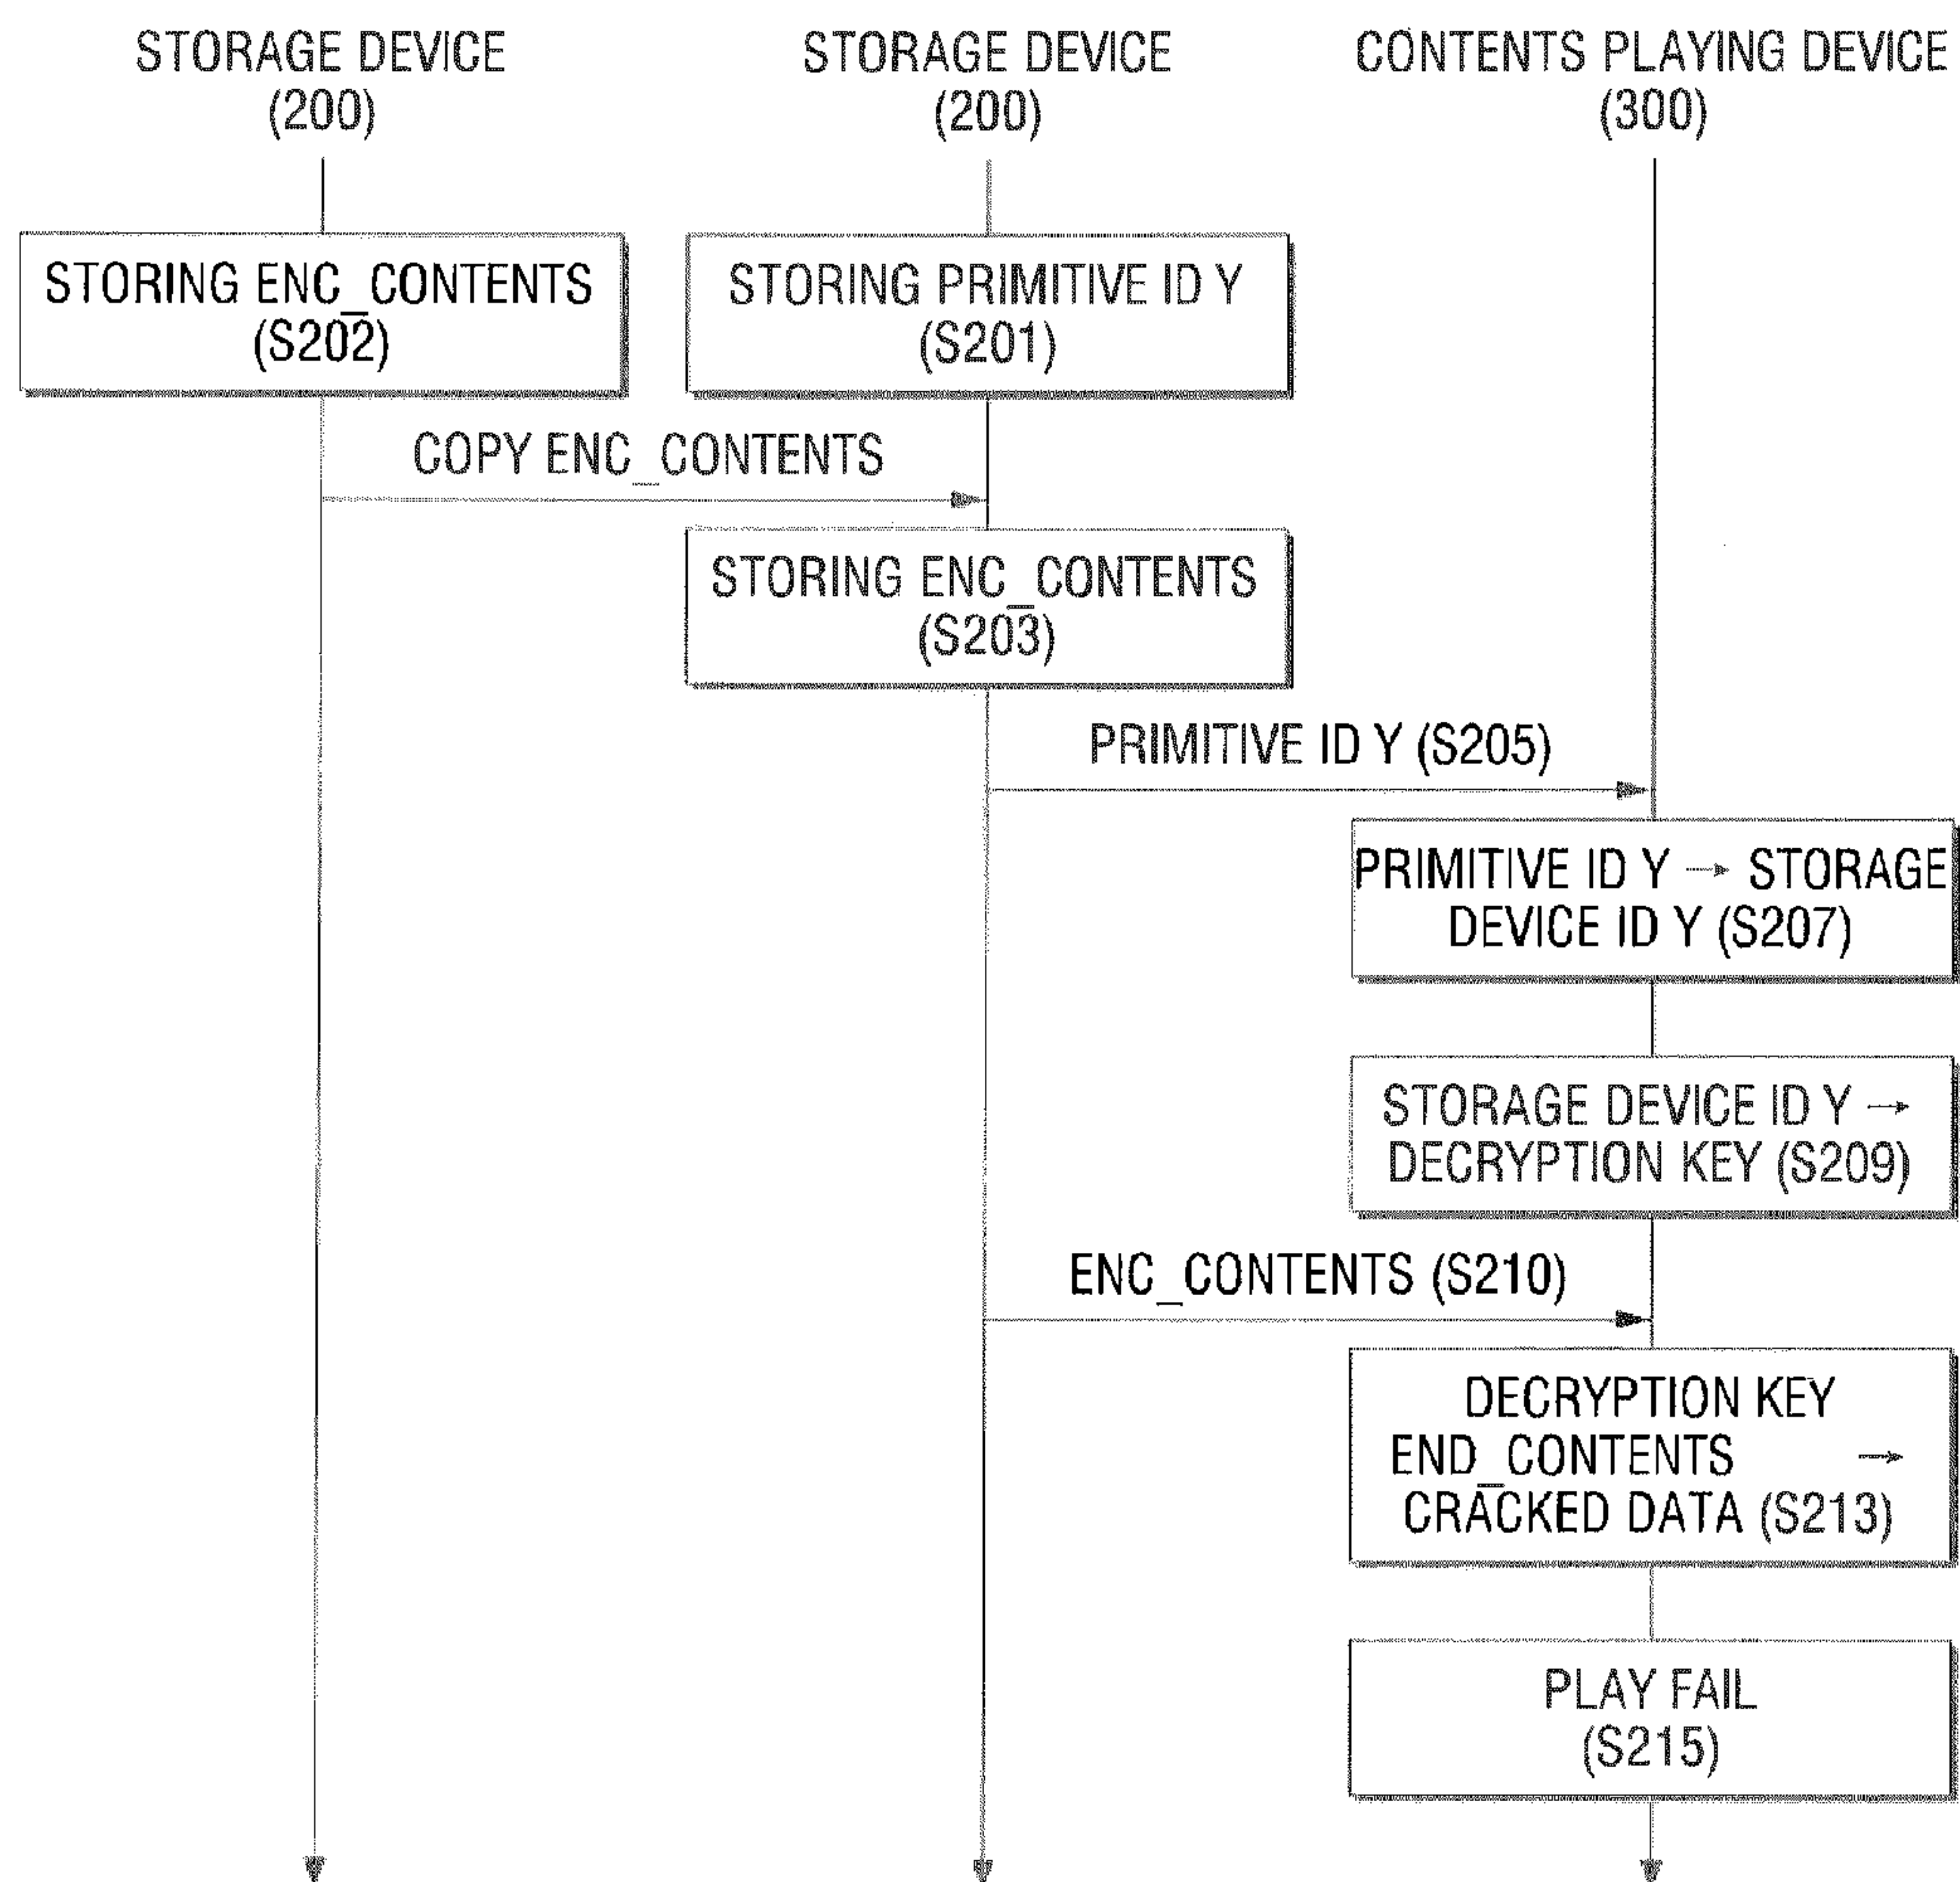 STORAGE DEVICE
(200)
STORAGE DEVICE
(200)
CONTENTS PLAYING DEVICE
(300)
STORING ENC_CONTENTS
(S202)
STORING PRIMITIVE ID Y
(S201)
COPY ENC_CONTENTS
STORING ENC_CONTENTS
(S203)
PRIMITIVE ID Y (S205)
PRIMITIVE ID Y → STORAGE
DEVICE ID Y (S207)
STORAGE DEVICE ID Y →
DECRYPTION KEY (S209)
ENC_CONTENTS (S210)
DECRYPTION KEY
END_CONTENTS →
CRACKED DATA (S213)
PLAY FAIL
(S215)